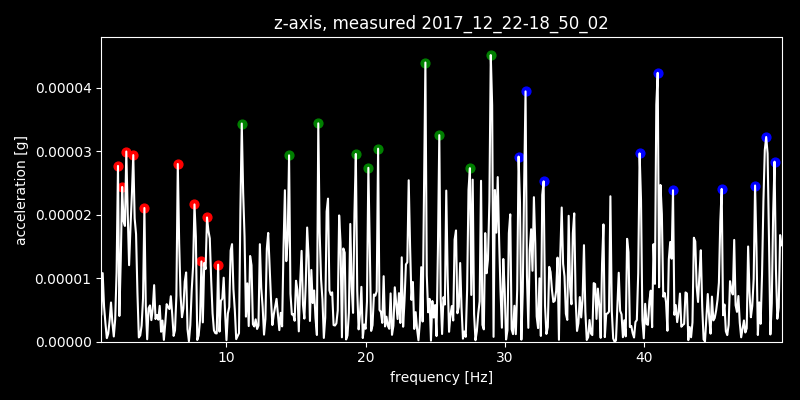 z-axis, measured 2017_12_22-18_50_02
acceleration [g]
0.00004
0.00003
0.00002
0.00001
0.00000
10 20 30 40
frequency [Hz]